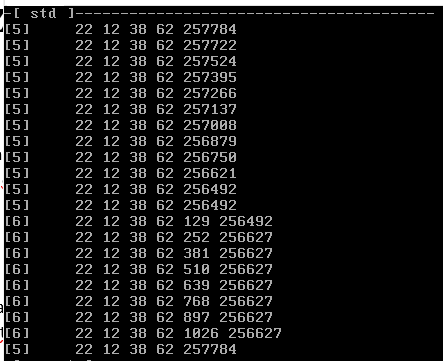 -[ std ]----------------------------------------
[5] 22 12 38 62 257784
[5] 22 12 38 62 257722
[5] 22 12 38 62 257524
[5] 22 12 38 62 257395
[5] 22 12 38 62 257266
[5] 22 12 38 62 257137
[5] 22 12 38 62 257008
[5] 22 12 38 62 256879
[5] 22 12 38 62 256750
[5] 22 12 38 62 256621
[5] 22 12 38 62 256492
[5] 22 12 38 62 256492
[6] 22 12 38 62 129 256492
[6] 22 12 38 62 252 256627
[6] 22 12 38 62 381 256627
[6] 22 12 38 62 510 256627
[6] 22 12 38 62 639 256627
[6] 22 12 38 62 768 256627
[6] 22 12 38 62 897 256627
[6] 22 12 38 62 1026 256627
[5] 22 12 38 62 257784